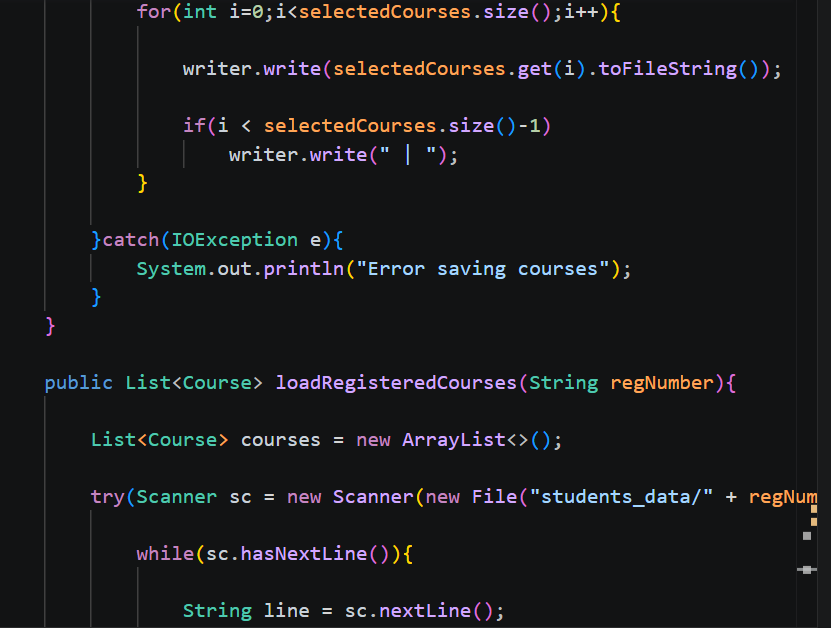 for(int i=0;i<selectedCourses.size();i++){
writer.write(selectedCourses.get(i).toFileString());
if(i < selectedCourses.size()-1)
writer.write(" | ");
}
}catch(IOException e){
System.out.println("Error saving courses");
}
}
public List<Course> loadRegisteredCourses(String regNumber){
List<Course> courses = new ArrayList<>();
try(Scanner sc = new Scanner(new File("students_data/" + regNum
while(sc.hasNextLine()){
String line = sc.nextLine();